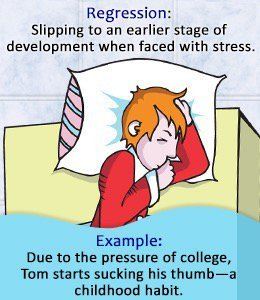 Regression:
Slipping to an earlier stage of
development when faced with stress.
Example:
Due to the pressure of college,
Tom starts sucking his thumb—a
childhood habit.